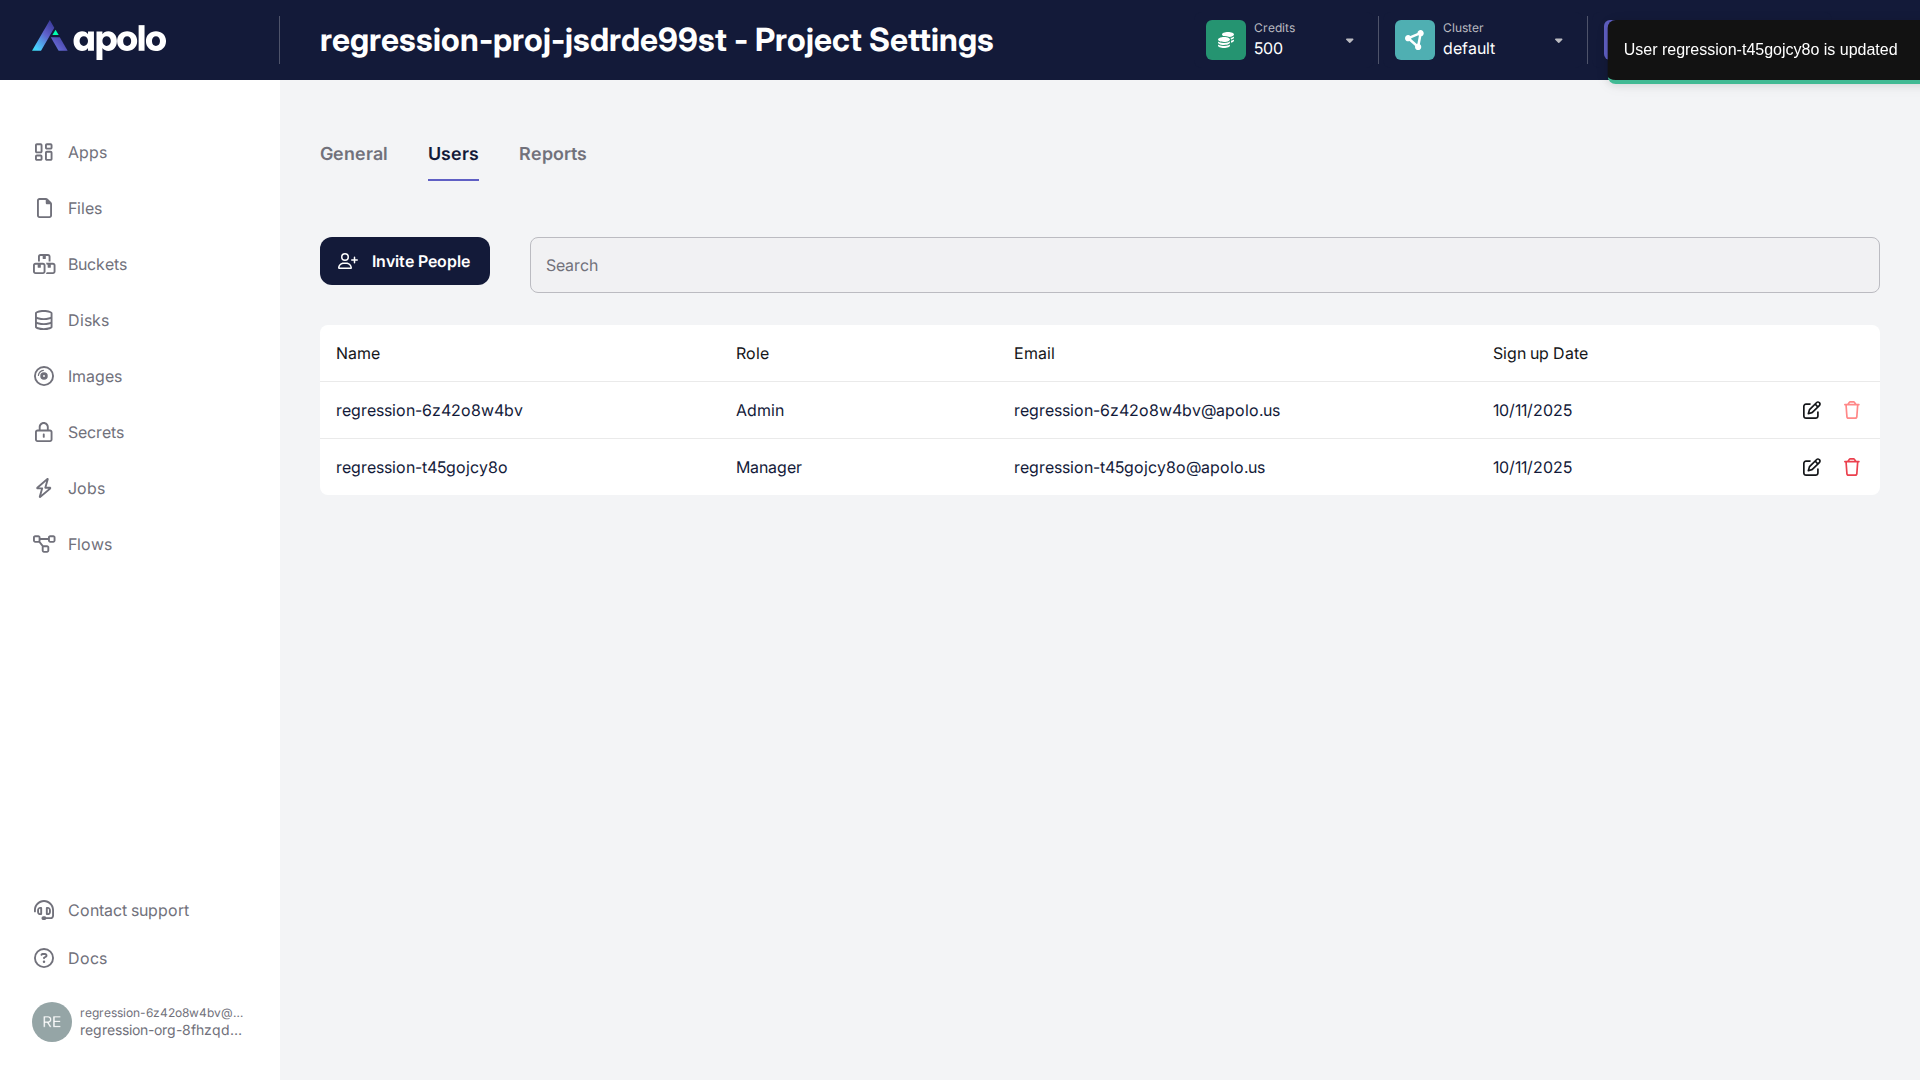 apolo
regression-proj-jsdrde99st - Project Settings
Credits
500
Cluster
default
User regression-t45gojcy8o is updated
Apps
Files
Buckets
Disks
Images
Secrets
Jobs
Flows
General Users Reports
Invite People
Search
Name Role Email Sign up Date
regression-6z42o8w4bv Admin regression-6z42o8w4bv@apolo.us 10/11/2025
regression-t45gojcy8o Manager regression-t45gojcy8o@apolo.us 10/11/2025
Contact support
Docs
RE
regression-6z42o8w4bv@...
regression-org-8fhzqd...